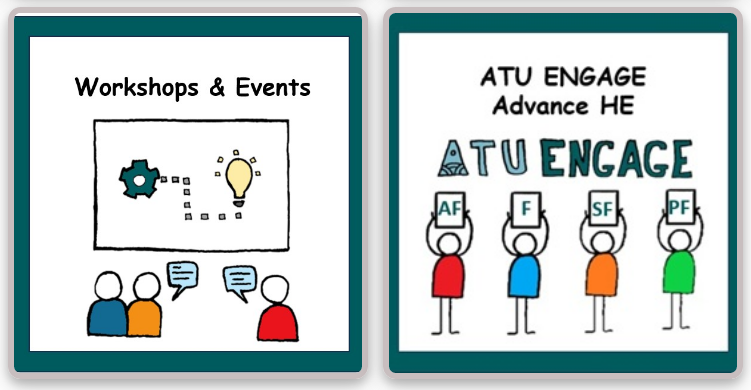 Workshops & Events
ATU ENGAGE
Advance HE
ATU ENGAGE
AF F SF PF